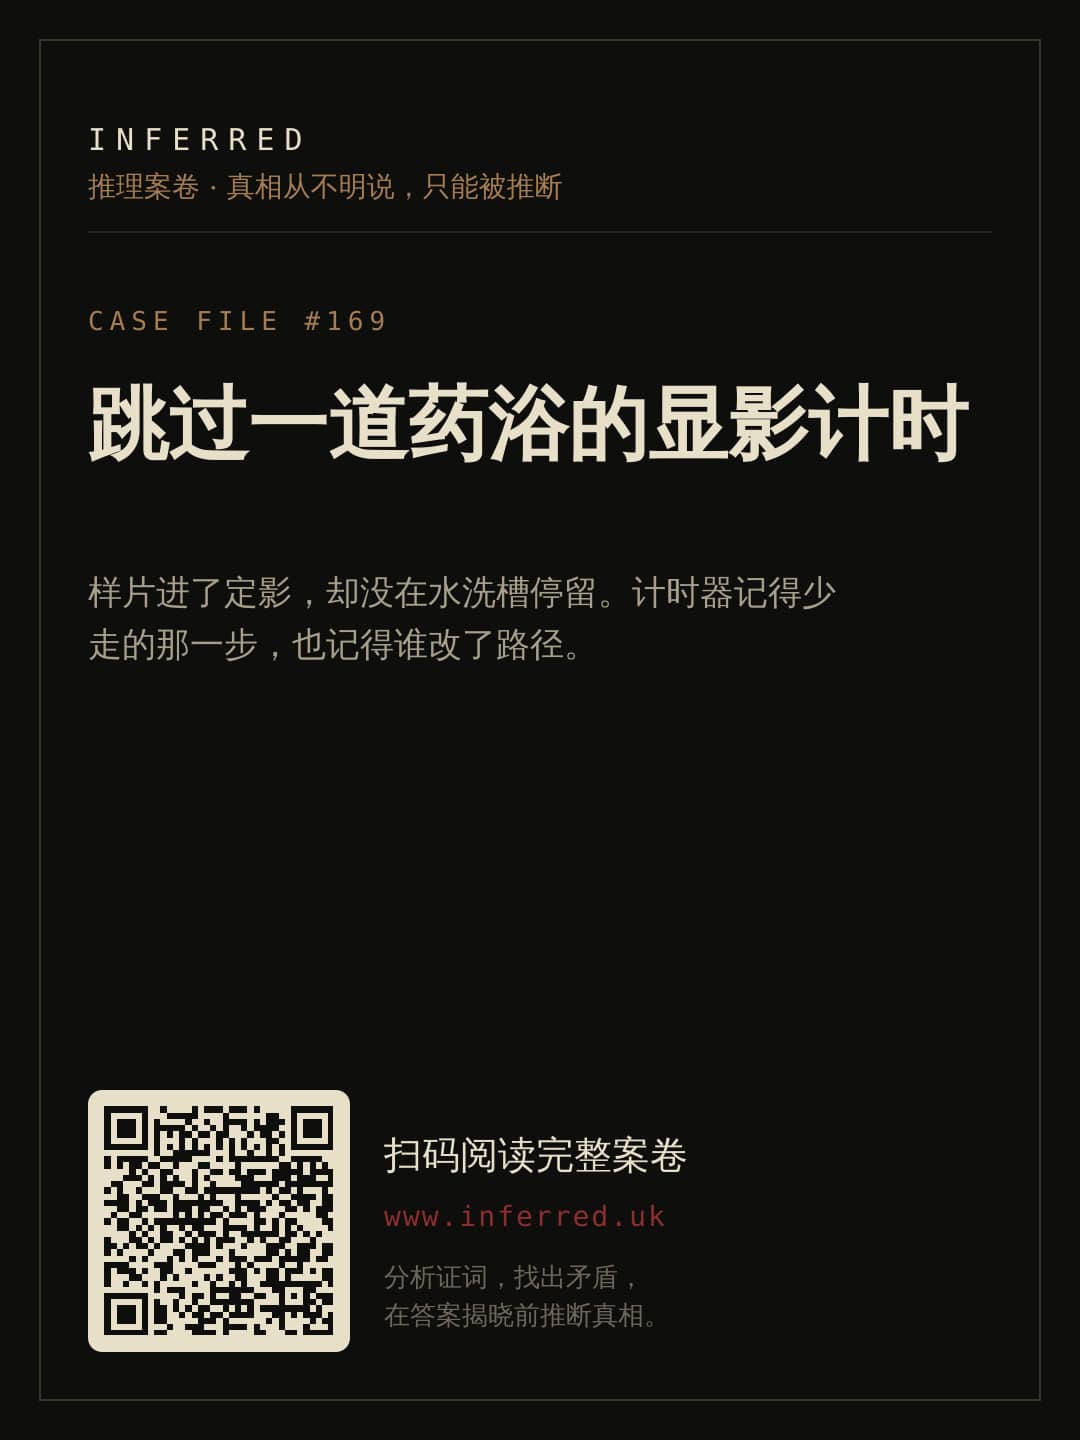 INFERRED
推理案卷 · 真相从不明说，只能被推断
CASE FILE #169
跳过一道药浴的显影计时
样片进了定影，却没在水洗槽停留。计时器记得少
走的那一步，也记得谁改了路径。
扫码阅读完整案卷
www.inferred.uk
分析证词，找出矛盾，
在答案揭晓前推断真相。